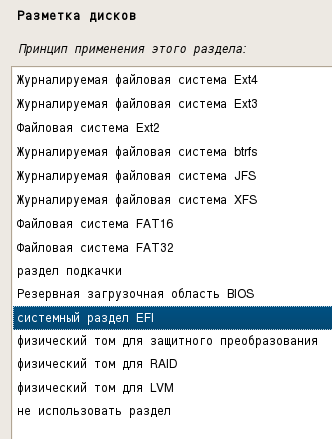 Разметка дисков
Принцип применения этого раздела:
Журналируемая файловая система Ext4
Журналируемая файловая система Ext3
Файловая система Ext2
Журналируемая файловая система btrfs
Журналируемая файловая система JFS
Журналируемая файловая система XFS
Файловая система FAT16
Файловая система FAT32
раздел подкачки
Резервная загрузочная область BIOS
системный раздел EFI
физический том для защитного преобразования
физический том для RAID
физический том для LVM
не использовать раздел